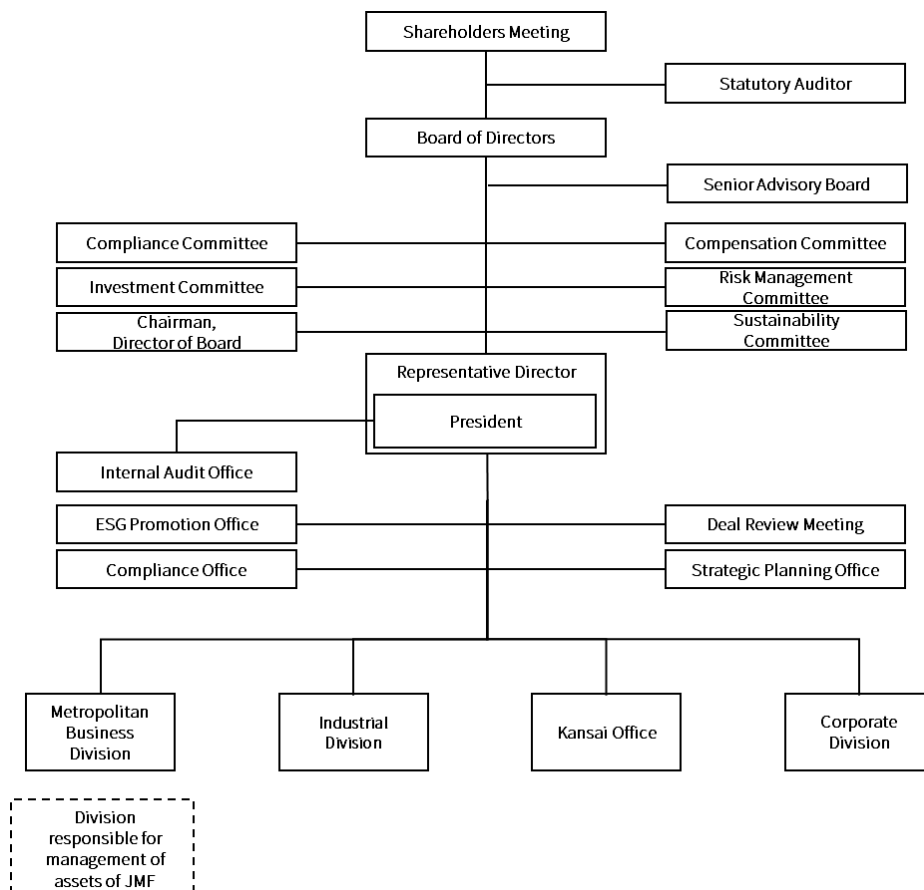 Shareholders Meeting
Statutory Auditor
Board of Directors
Senior Advisory Board
Compliance Committee
Compensation Committee
Investment Committee
Risk Management
Committee
Chairman,
Director of Board
Sustainability
Committee
Representative Director
President
Internal Audit Office
ESG Promotion Office
Deal Review Meeting
Compliance Office
Strategic Planning Office
Metropolitan
Business
Division
Industrial
Division
Kansai Office
Corporate
Division
Division
responsible for
management of
assets of JMF